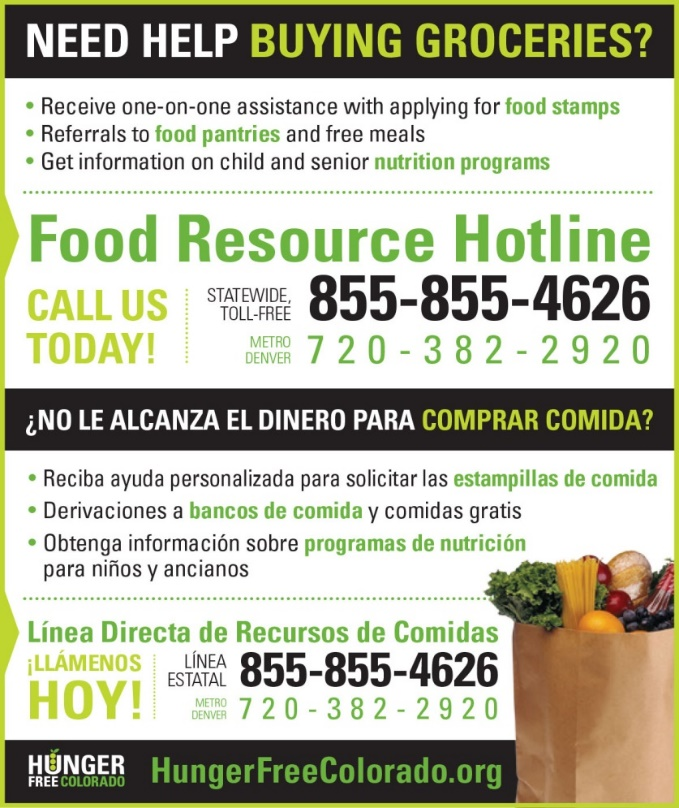 NEED HELP BUYING GROCERIES?
• Receive one-on-one assistance with applying for food stamps
• Referrals to food pantries and free meals
• Get information on child and senior nutrition programs
Food Resource Hotline
CALL US
TODAY!
STATEWIDE,
TOLL-FREE
855-855-4626
METRO
DENVER
720-382-2920
¿NO LE ALCANZA EL DINERO PARA COMPRAR COMIDA?
• Reciba ayuda personalizada para solicitar las estampillas de comida
• Derivaciones a bancos de comida y comidas gratis
• Obtenga información sobre programas de nutrición
para niños y ancianos
Línea Directa de Recursos de Comidas
¡LLÁMENOS
HOY!
LÍNEA
ESTATAL
855-855-4626
METRO
DENVER
720-382-2920
HUNGER
FREE COLORADO
HungerFreeColorado.org